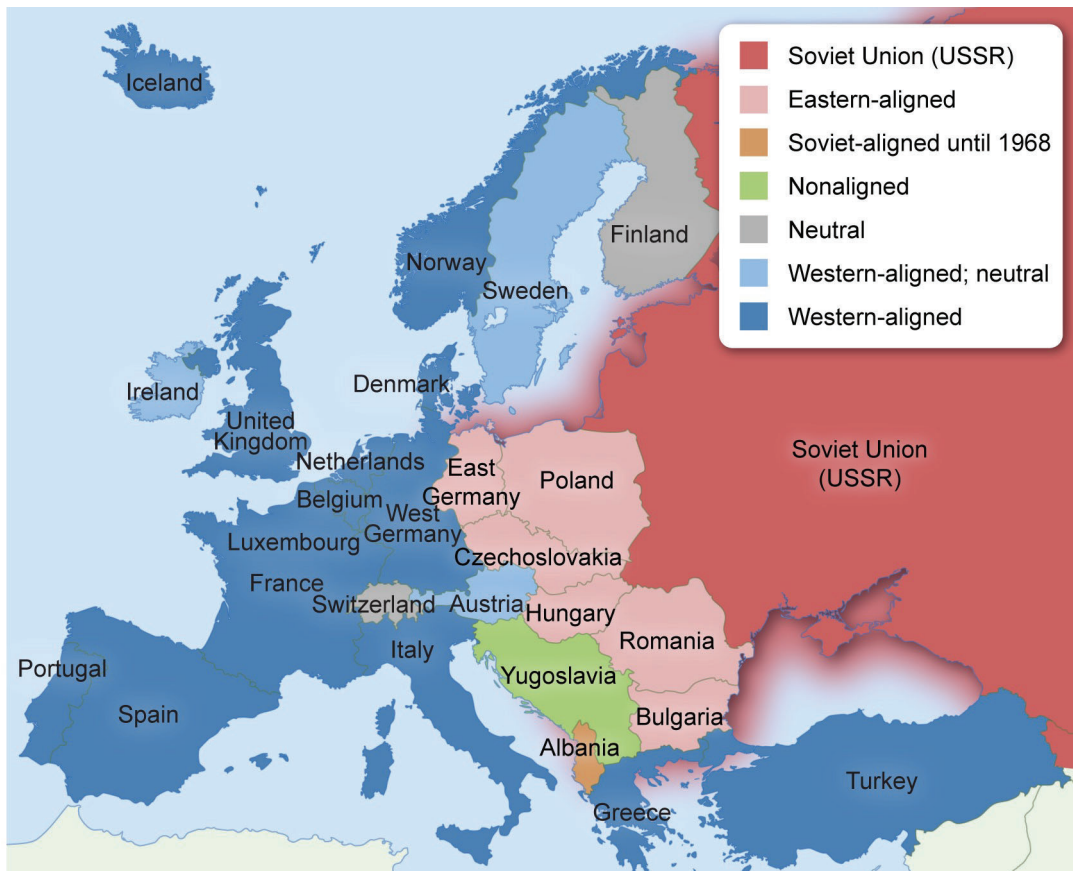 Soviet Union (USSR)
Eastern-aligned
Soviet-aligned until 1968
Nonaligned
Neutral
Western-aligned; neutral
Western-aligned
Iceland
Finland
Norway
Sweden
Denmark
Ireland
United
Kingdom
Netherlands
Belgium
West
Germany
East
Germany
Poland
Soviet Union
(USSR)
Luxembourg
Czechoslovakia
France
Switzerland
Austria
Hungary
Romania
Italy
Portugal
Spain
Yugoslavia
Bulgaria
Albania
Greece
Turkey